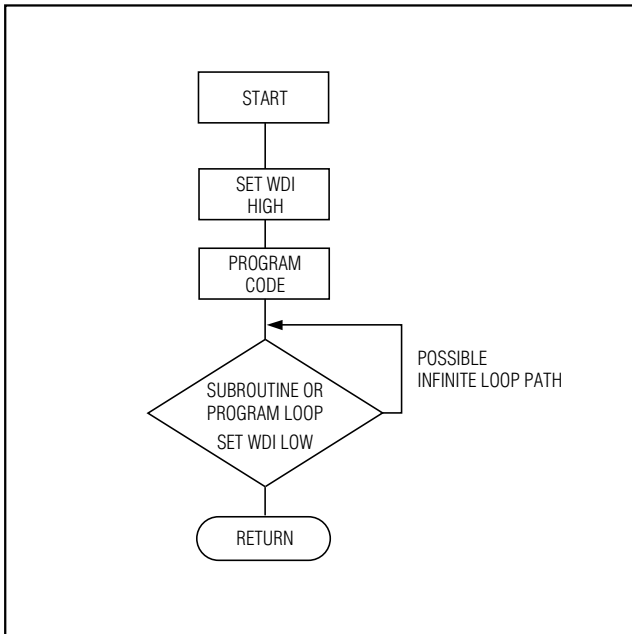 START
SET WDI
HIGH
PROGRAM
CODE
POSSIBLE
INFINITE LOOP PATH
SUBROUTINE OR
PROGRAM LOOP
SET WDI LOW
RETURN